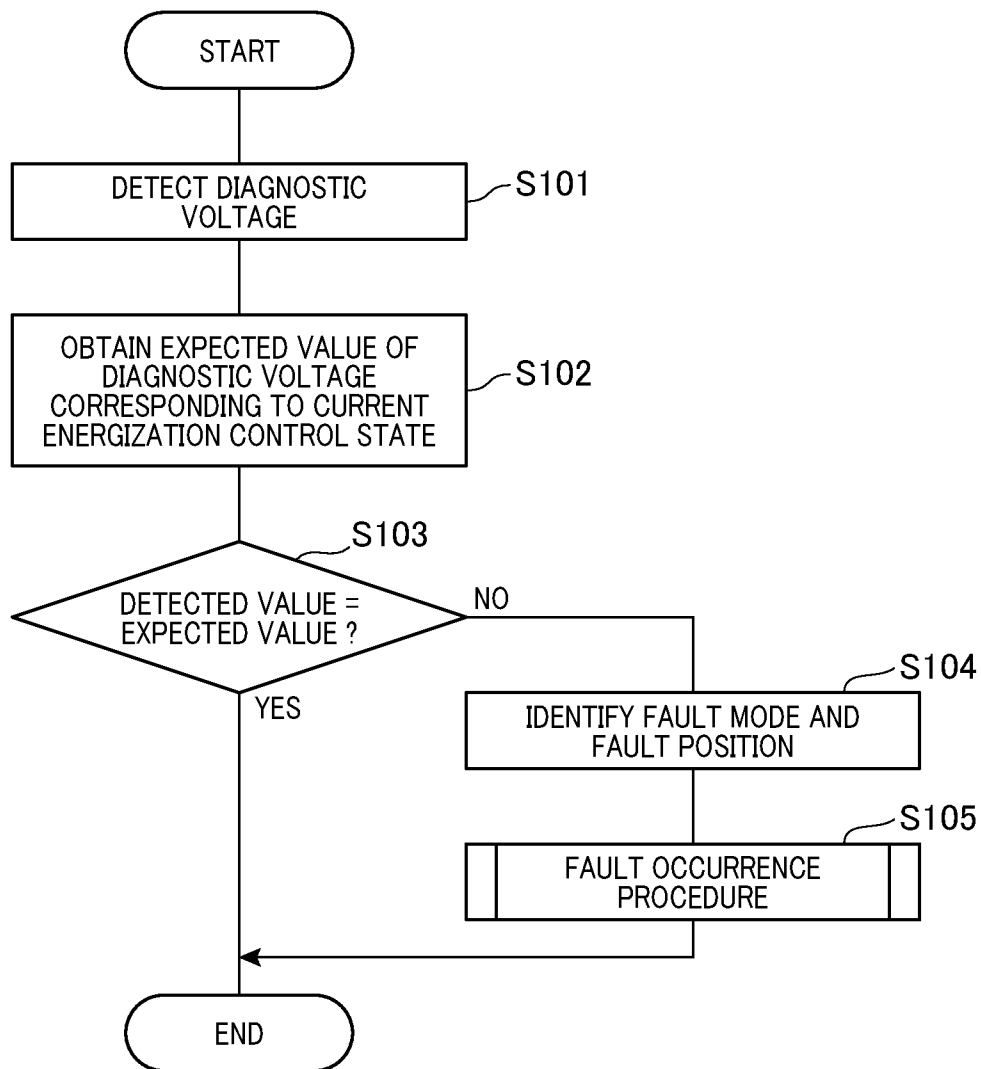 START
DETECT DIAGNOSTIC
VOLTAGE
S101
OBTAIN EXPECTED VALUE OF
DIAGNOSTIC VOLTAGE
CORRESPONDING TO CURRENT
ENERGIZATION CONTROL STATE
S102
S103
DETECTED VALUE =
EXPECTED VALUE ?
NO
YES
S104
IDENTIFY FAULT MODE AND
FAULT POSITION
S105
FAULT OCCURRENCE
PROCEDURE
END